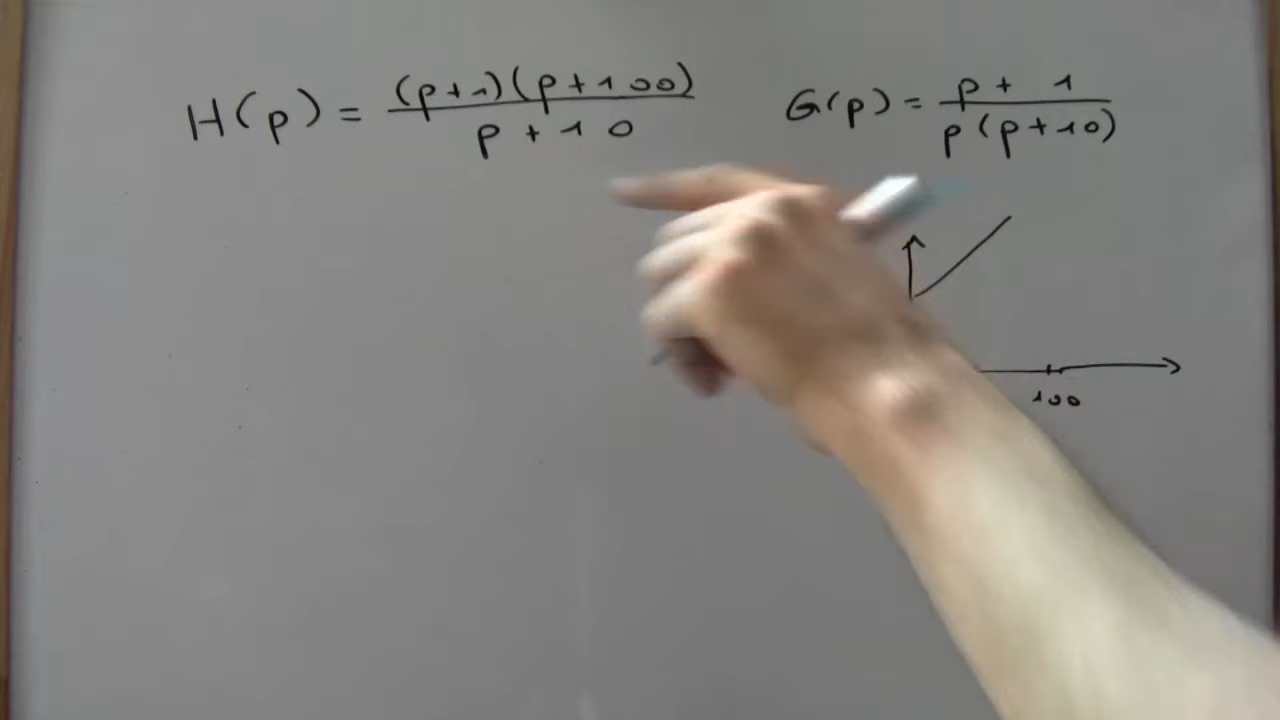 H(p) = (p+1)(p+100) / p+10
G(p) = p+1 / p(p+10)
100